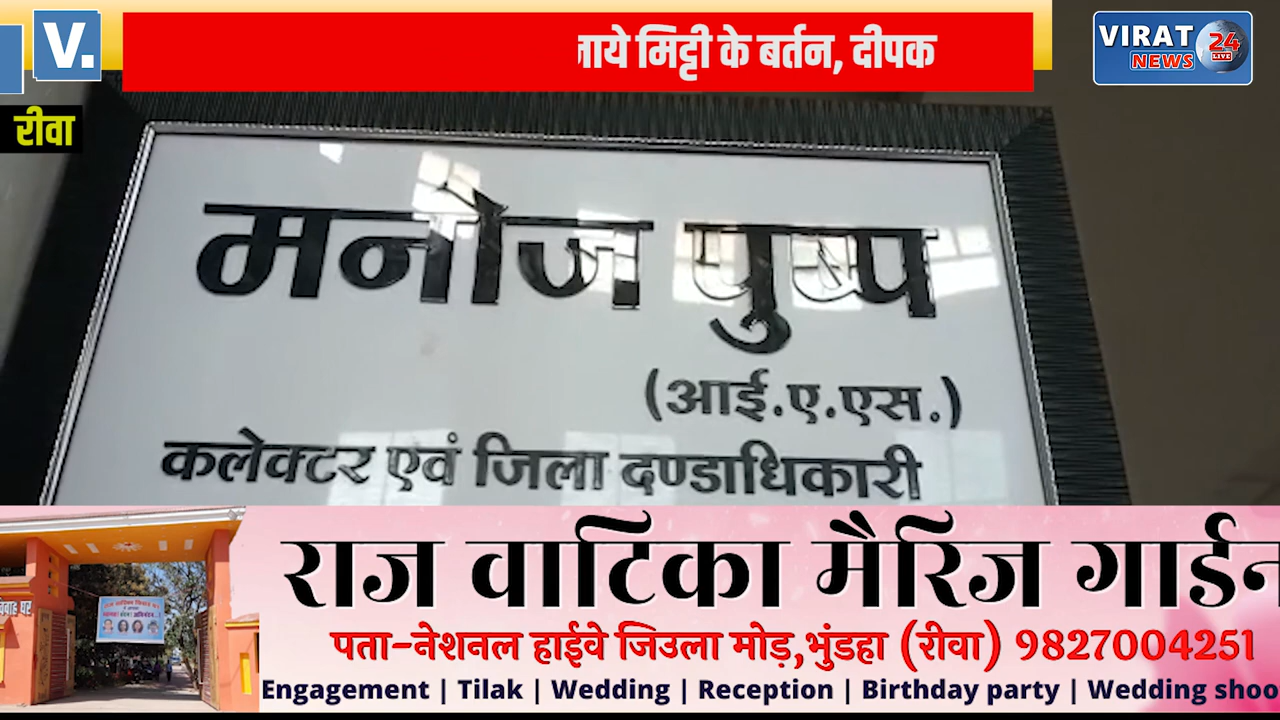 V.
नाये मिट्टी के बर्तन, दीपक
VIRAT
NEWS
24
LIVE
रीवा
मनोज पुष्प
(आई.ए.एस.)
कलेक्टर एवं जिला दण्डाधिकारी
राज वाटिका मैरिज गार्डन
पता-नेशनल हाईवे जिउला मोड़,भुंडहा (रीवा) 9827004251
Engagement | Tilak | Wedding | Reception | Birthday party | Wedding shoo